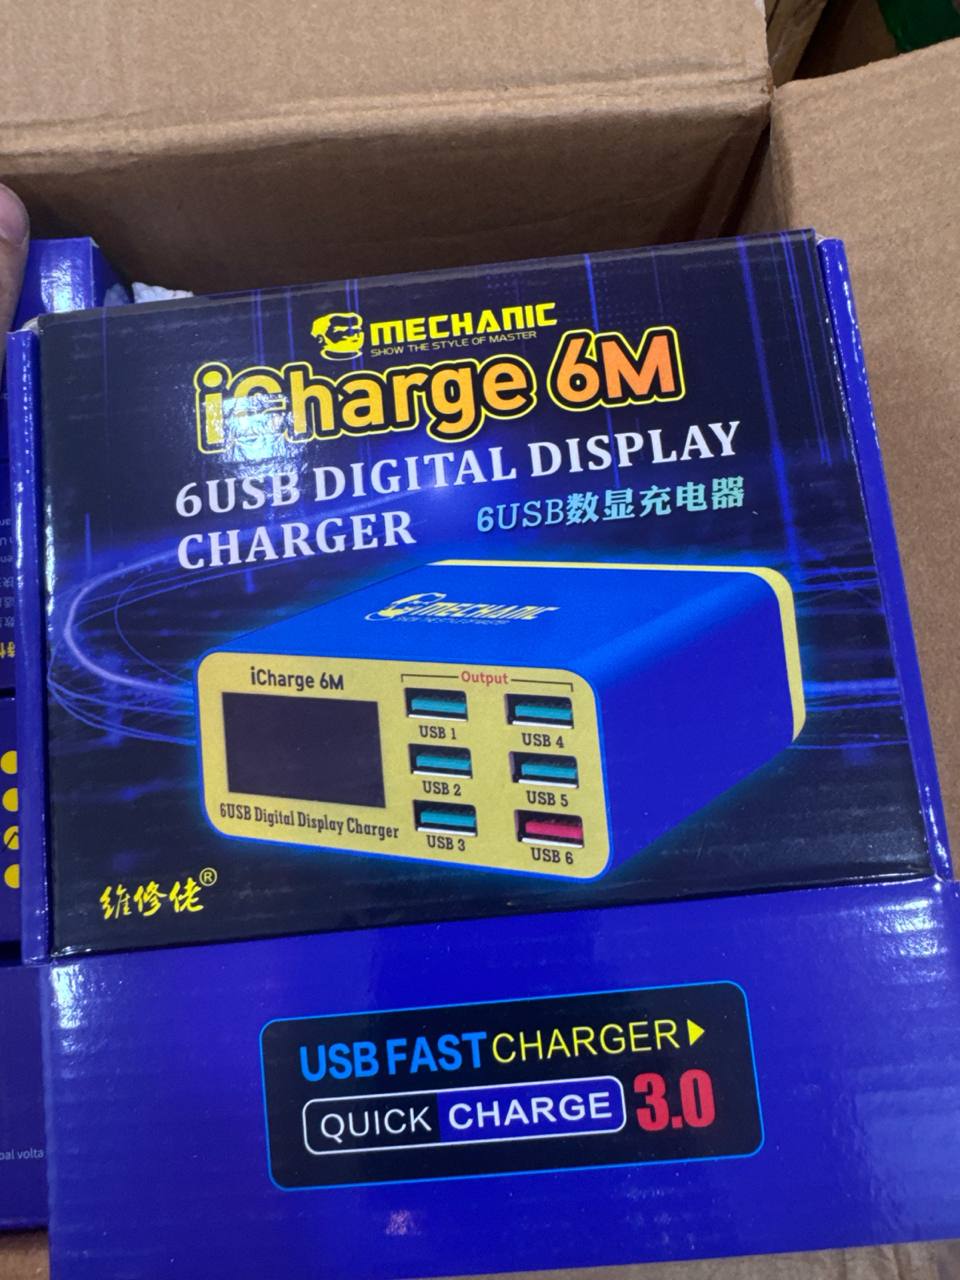 MECHANIC
SHOW THE STYLE OF MASTER
iCharge 6M
6USB DIGITAL DISPLAY
CHARGER
6USB数显充电器
MECHANIC
iCharge 6M
Output
USB 1
USB 4
USB 2
USB 5
USB 3
USB 6
6USB Digital Display Charger
维修佬®
USB FAST CHARGER
QUICK CHARGE 3.0